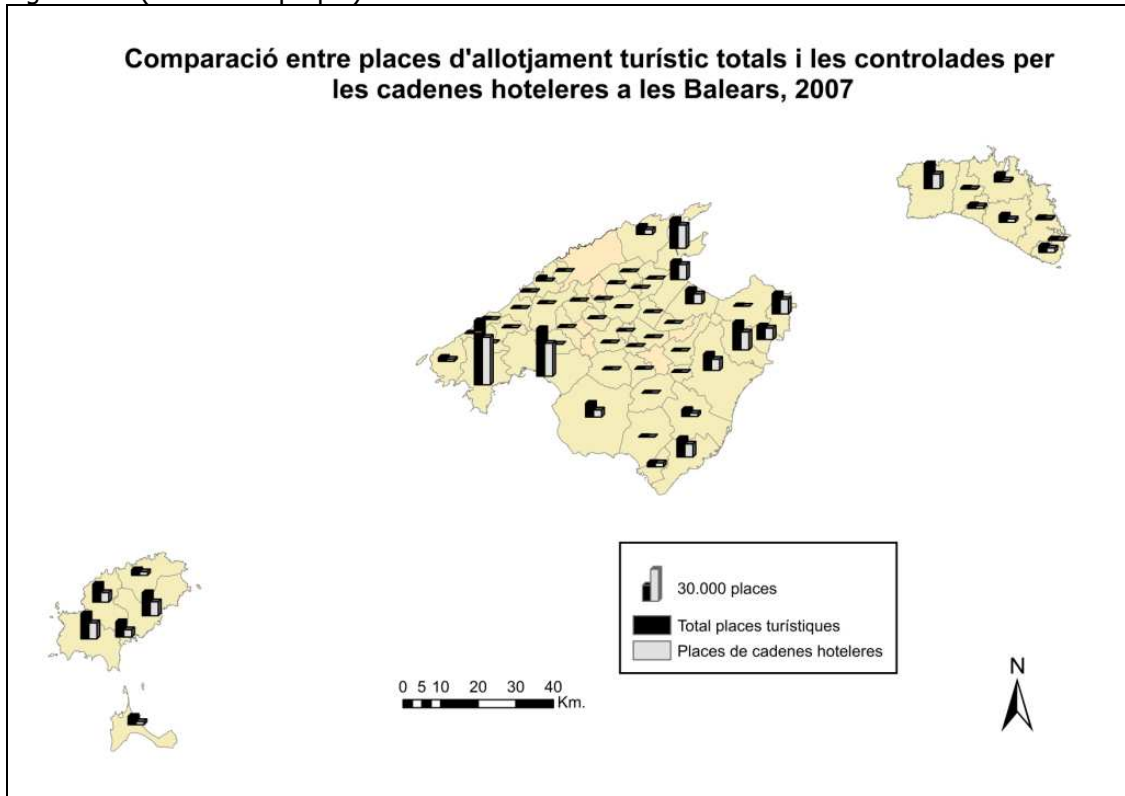 Comparació entre places d'allotjament turístic totals i les controlades per
les cadenes hoteleres a les Balears, 2007
30.000 places
Total places turístiques
Places de cadenes hoteleres
0 5 10 20 30 40
Km.
N